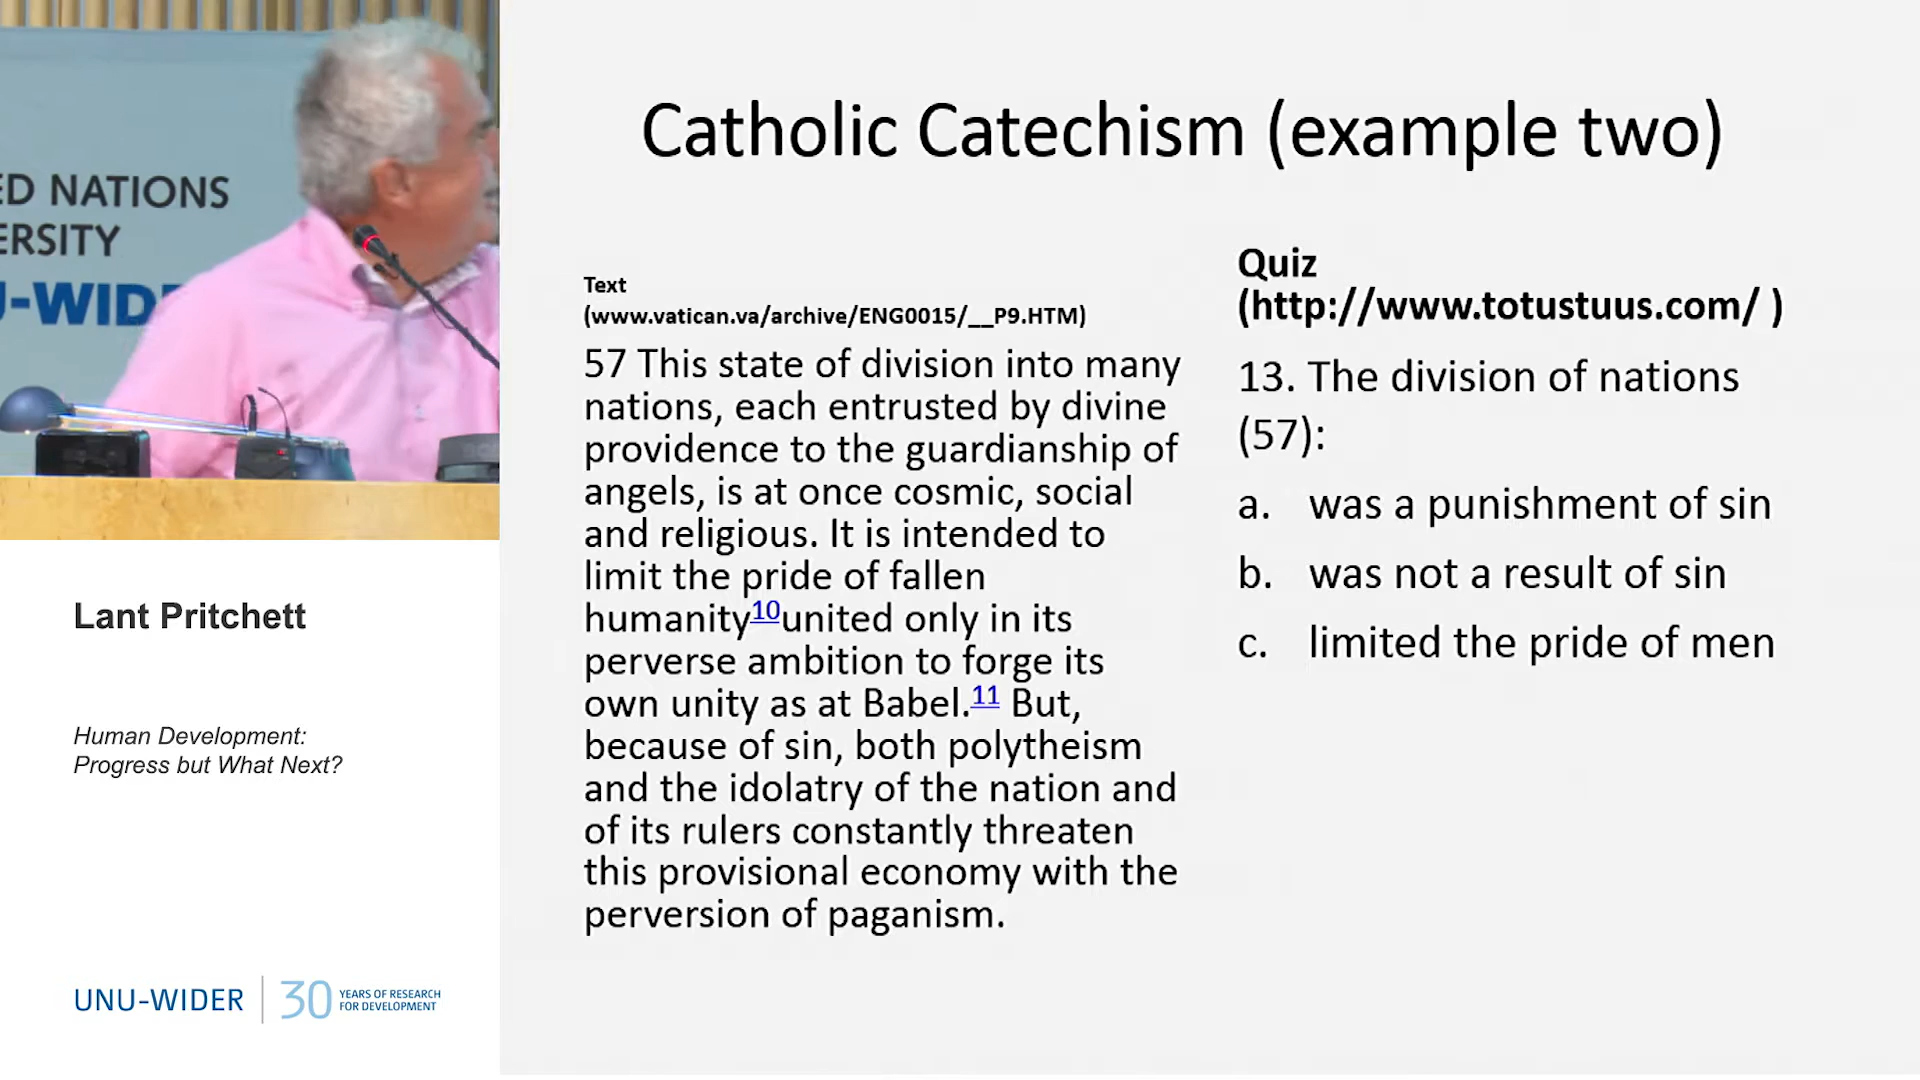 ED NATIONS
ERSITY
U-WID
Lant Pritchett
Human Development:
Progress but What Next?
UNU-WIDER
30
YEARS OF RESEARCH
FOR DEVELOPMENT
Catholic Catechism (example two)
Text
(www.vatican.va/archive/ENG0015/__P9.HTM)
57 This state of division into many
nations, each entrusted by divine
providence to the guardianship of
angels, is at once cosmic, social
and religious. It is intended to
limit the pride of fallen
humanity10united only in its
perverse ambition to forge its
own unity as at Babel.11 But,
because of sin, both polytheism
and the idolatry of the nation and
of its rulers constantly threaten
this provisional economy with the
perversion of paganism.
Quiz
(http://www.totustuus.com/ )
13. The division of nations
(57):
a. was a punishment of sin
b. was not a result of sin
c. limited the pride of men